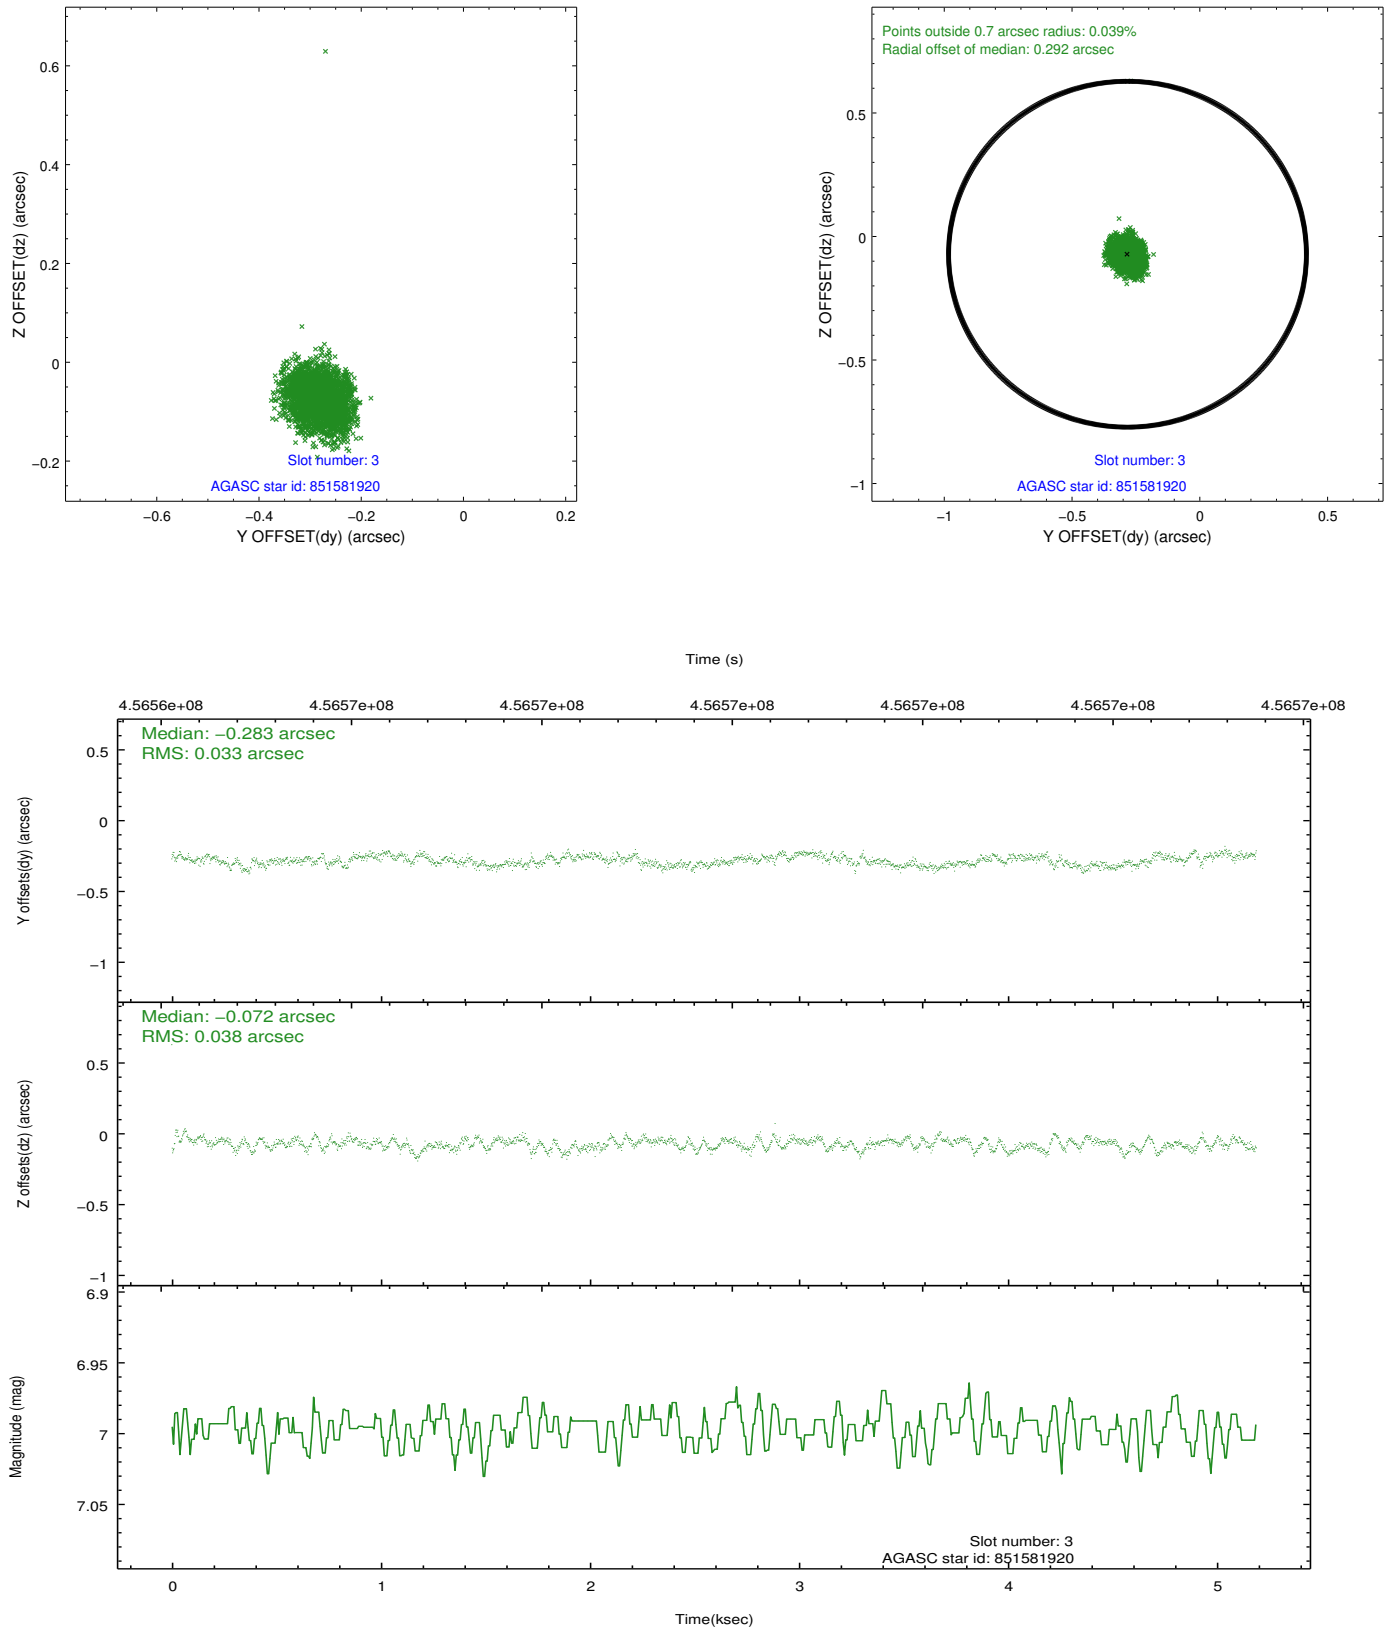 0.6
0.4
0.2
0
−0.2
Z OFFSET(dz) (arcsec)
Slot number: 3
AGASC star id: 851581920
−0.6 −0.4 −0.2 0 0.2
Y OFFSET(dy) (arcsec)
Points outside 0.7 arcsec radius: 0.039%
Radial offset of median: 0.292 arcsec
0.5
0
−0.5
−1
Z OFFSET(dz) (arcsec)
Slot number: 3
AGASC star id: 851581920
−1 −0.5 0 0.5
Y OFFSET(dy) (arcsec)
Time (s)
4.5656e+08 4.5657e+08 4.5657e+08 4.5657e+08 4.5657e+08 4.5657e+08 4.5657e+08
Median: −0.283 arcsec
RMS: 0.033 arcsec
0.5
0
−0.5
−1
Y offsets(dy) (arcsec)
Median: −0.072 arcsec
RMS: 0.038 arcsec
0.5
0
−0.5
−1
Z offsets(dz) (arcsec)
6.9
6.95
7
7.05
Magnitude (mag)
Slot number: 3
AGASC star id: 851581920
0 1 2 3 4 5
Time(ksec)